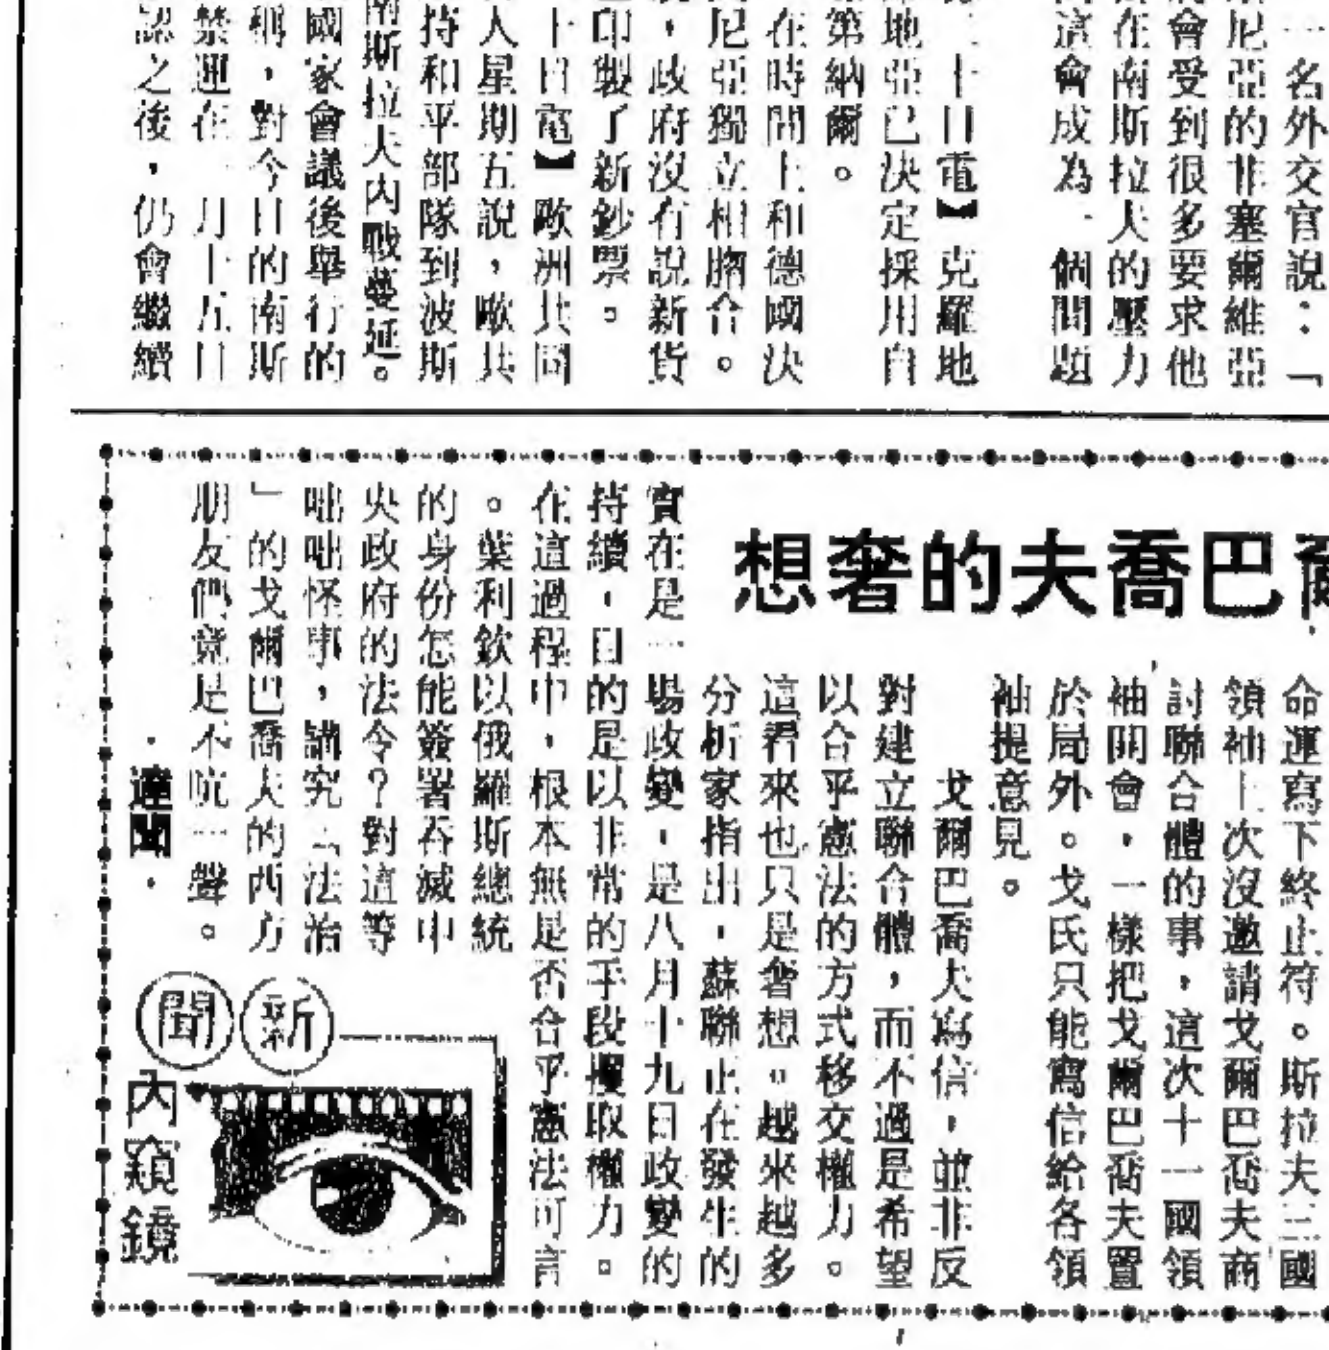 一名外交官說：「
尼亞的非塞爾維亞
會受到很多要求他
在南斯拉夫的壓力
這會成為一個問題
二十日電】克羅地
地亞已決定採用自
第納爾。
在時間上和德國決
尼亞獨立相脗合。
，政府沒有說新貨
印製了新鈔票。
十日電】歐洲共同
人星期五說，歐共
持和平部隊到波斯
南斯拉夫內戰蔓延。
國家會議後舉行的
稱，對今日的南斯
禁運在一月十五日
認之後，仍會繼續
爾巴喬夫的奢想
命運寫下終止符。斯拉夫三國
領袖上次沒邀請戈爾巴喬夫商
討聯合體的事，這次十一國領
袖開會，一樣把戈爾巴喬夫置
於局外。戈氏只能寫信給各領
袖提意見。
戈爾巴喬夫寫信，並非反
對建立聯合體，而不過是希望
以合乎憲法的方式移交權力。
這看來也只是奢想。越來越多
分析家指出，蘇聯正在發生的
實在是一場政變，是八月十九日政變的
持續，目的是以非常的手段攫取權力。
在這過程中，根本無是否合乎憲法可言
。葉利欽以俄羅斯總統
的身份怎能簽署吞滅中
央政府的法令？對這等
咄咄怪事，講究「法治
」的戈爾巴喬夫的西方
朋友們竟是不吭一聲。
·達聞·
新聞
內窺鏡